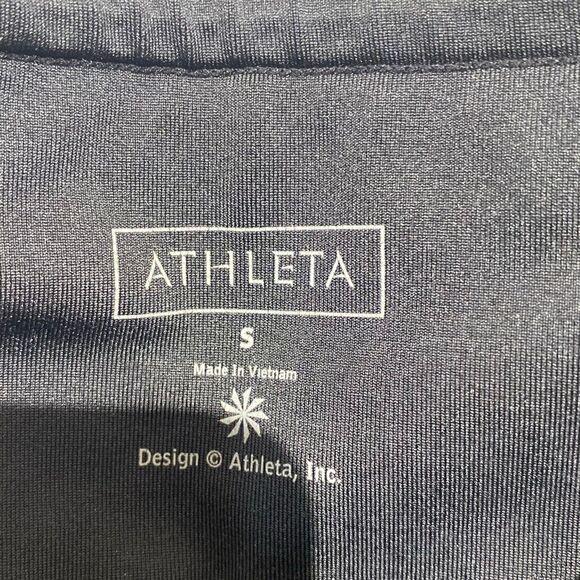 ATHLETA
S
Made In Vietnam
Design © Athleta, Inc.